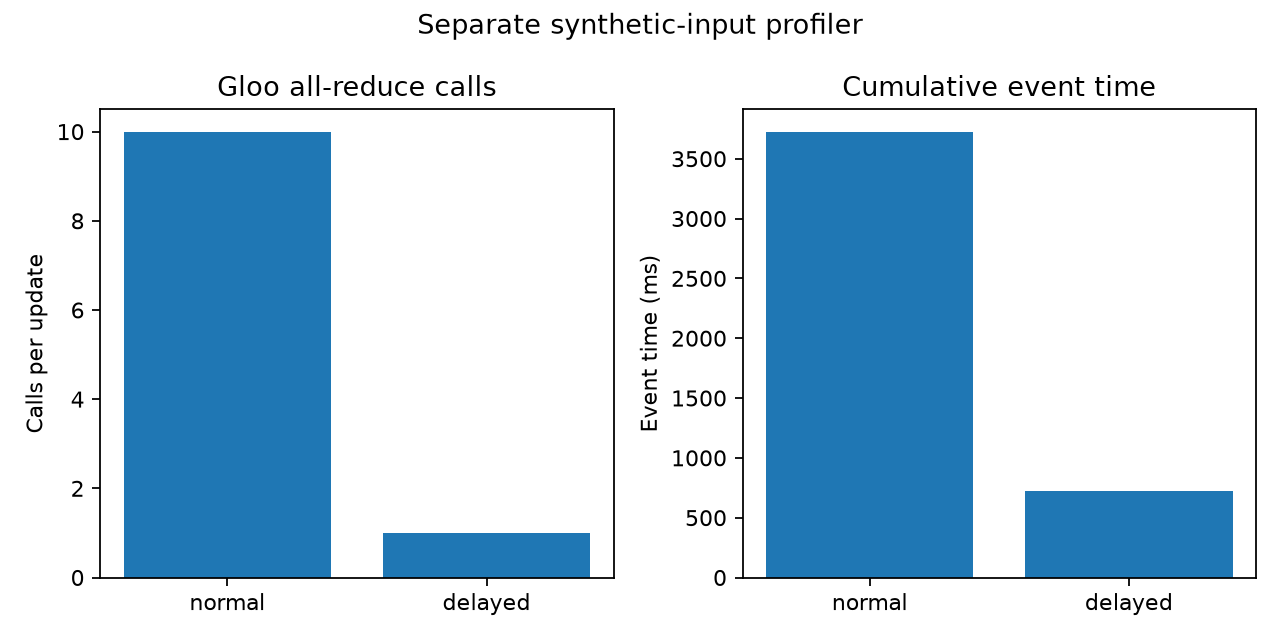 Separate synthetic-input profiler
Gloo all-reduce calls
Calls per update
10
8
6
4
2
0
normal
delayed
Cumulative event time
Event time (ms)
3500
3000
2500
2000
1500
1000
500
0
normal
delayed